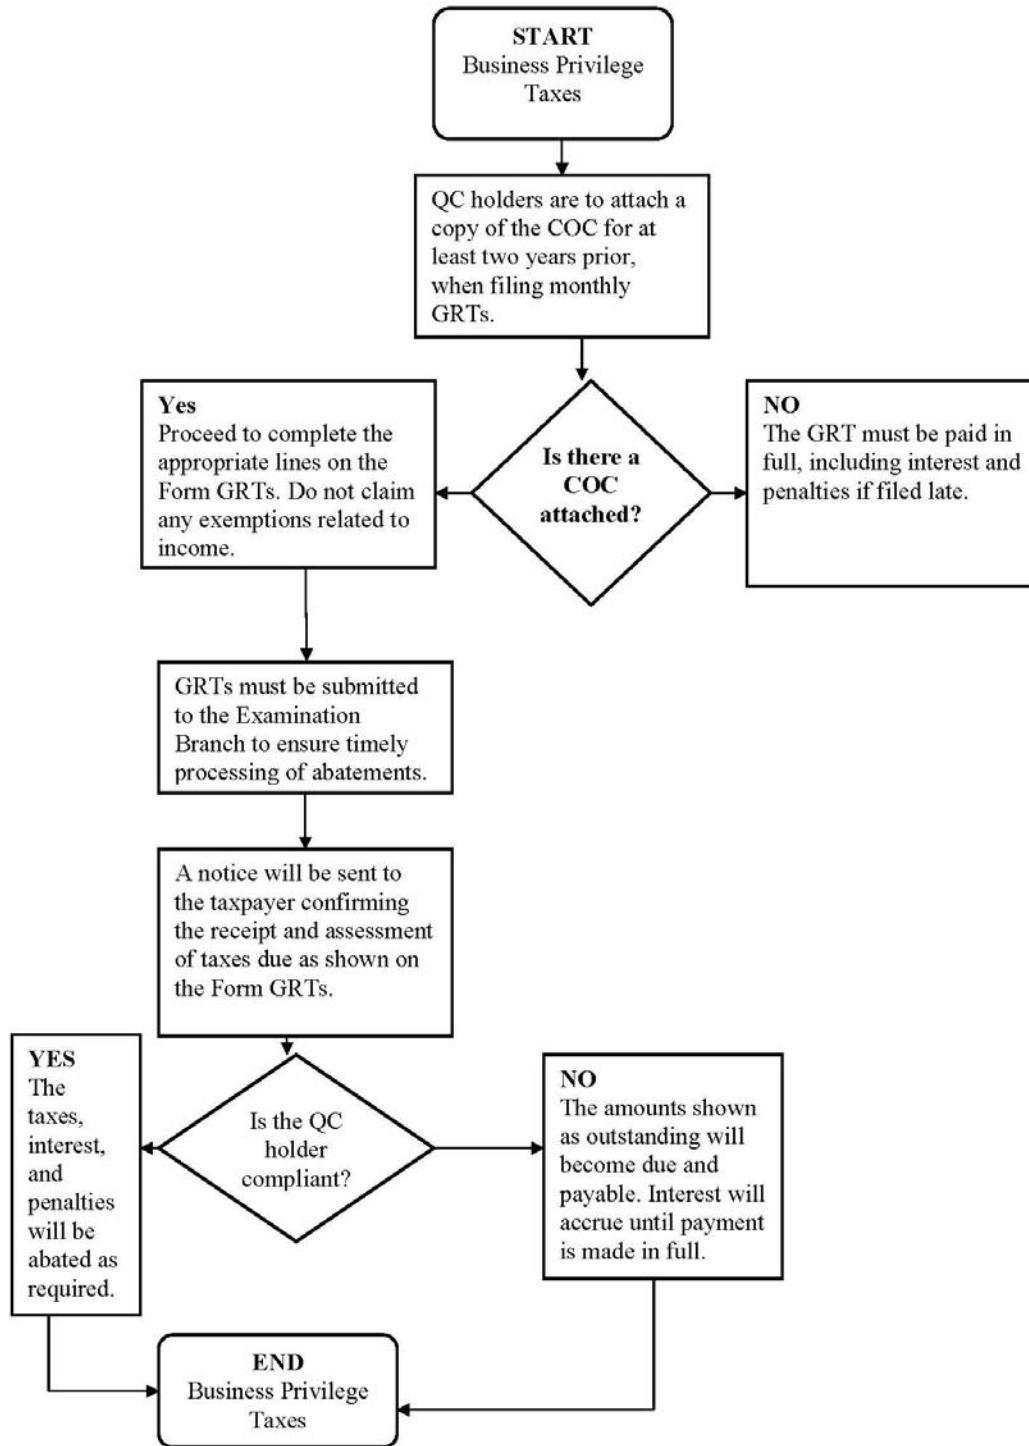 START
Business Privilege
Taxes
QC holders are to attach a
copy of the COC for at
least two years prior,
when filing monthly
GRTs.
Yes
Proceed to complete the
appropriate lines on the
Form GRTs. Do not claim
any exemptions related to
income.
Is there a
COC
attached?
NO
The GRT must be paid in
full, including interest and
penalties if filed late.
GRTs must be submitted
to the Examination
Branch to ensure timely
processing of abatements.
A notice will be sent to
the taxpayer confirming
the receipt and assessment
of taxes due as shown on
the Form GRTs.
YES
The
taxes,
interest,
and
penalties
will be
abated as
required.
Is the QC
holder
compliant?
NO
The amounts shown
as outstanding will
become due and
payable. Interest will
accrue until payment
is made in full.
END
Business Privilege
Taxes